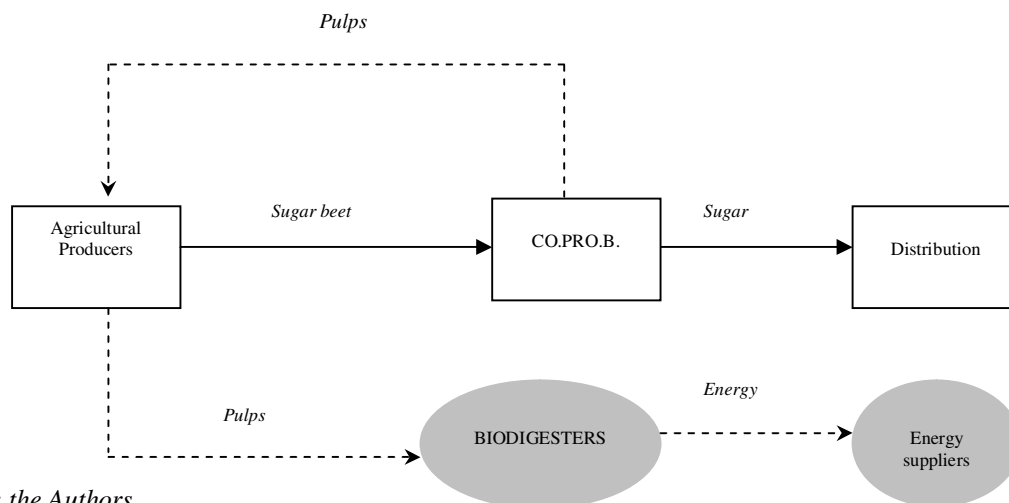 Pulps
Sugar beet
Sugar
Agricultural
Producers
CO.PRO.B.
Distribution
Pulps
BIODIGESTERS
Energy
Energy
suppliers
the Authors